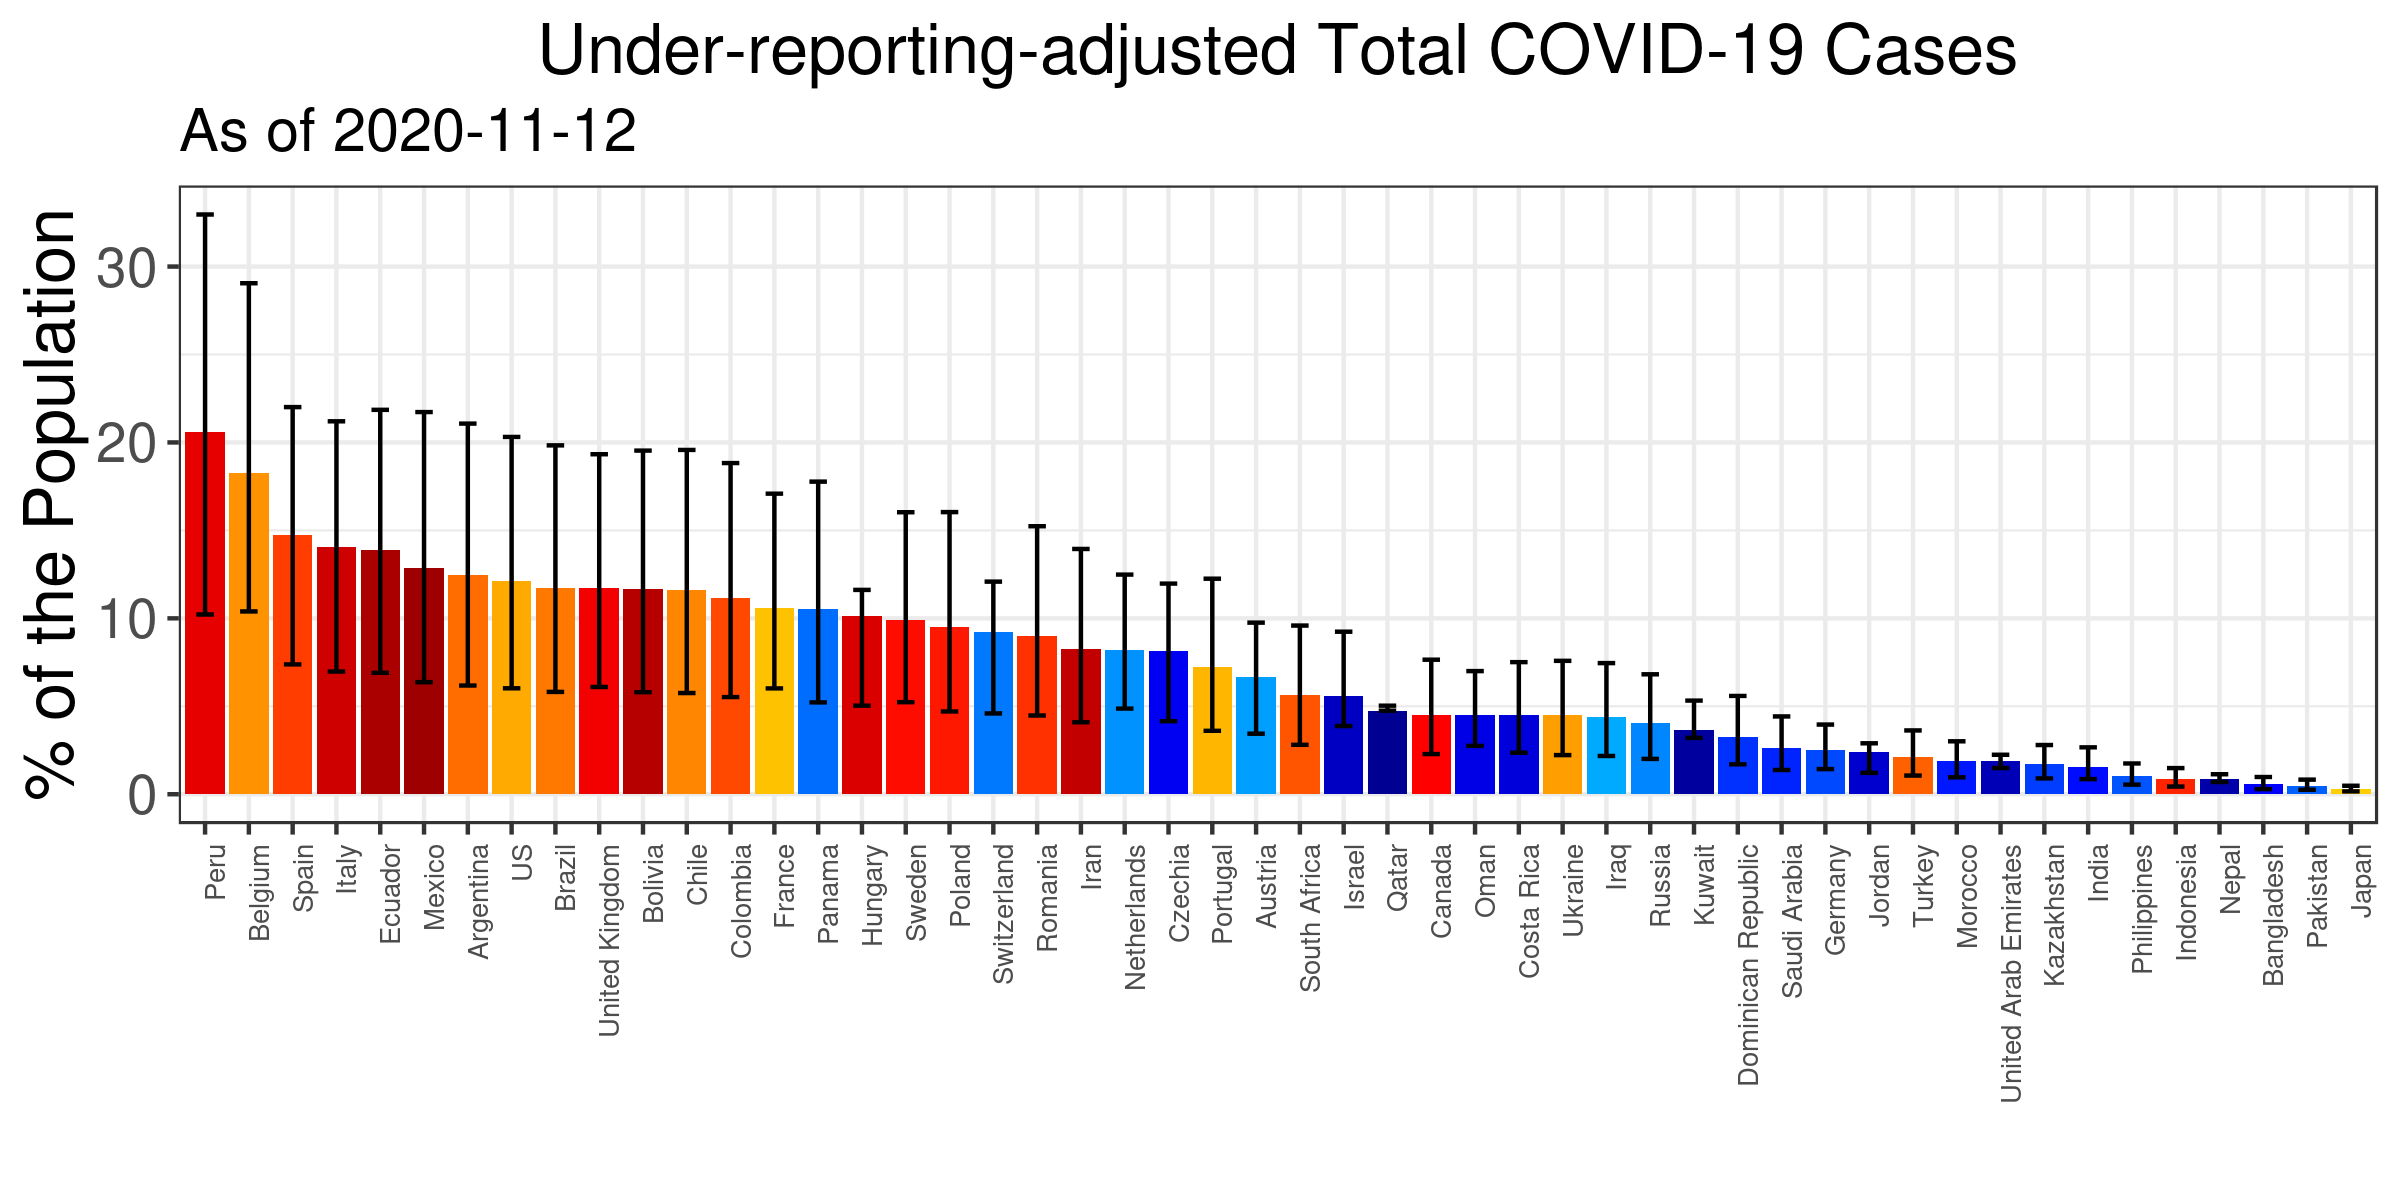 Under-reporting-adjusted Total COVID-19 Cases
As of 2020-11-12
% of the Population
30
20
10
0
Peru
Belgium
Spain
Italy
Ecuador
Mexico
Argentina
US
Brazil
United Kingdom
Bolivia
Chile
Colombia
France
Panama
Hungary
Sweden
Poland
Switzerland
Romania
Iran
Netherlands
Czechia
Portugal
Austria
South Africa
Israel
Qatar
Canada
Oman
Costa Rica
Ukraine
Iraq
Russia
Kuwait
Dominican Republic
Saudi Arabia
Germany
Jordan
Turkey
Morocco
United Arab Emirates
Kazakhstan
India
Philippines
Indonesia
Nepal
Bangladesh
Pakistan
Japan